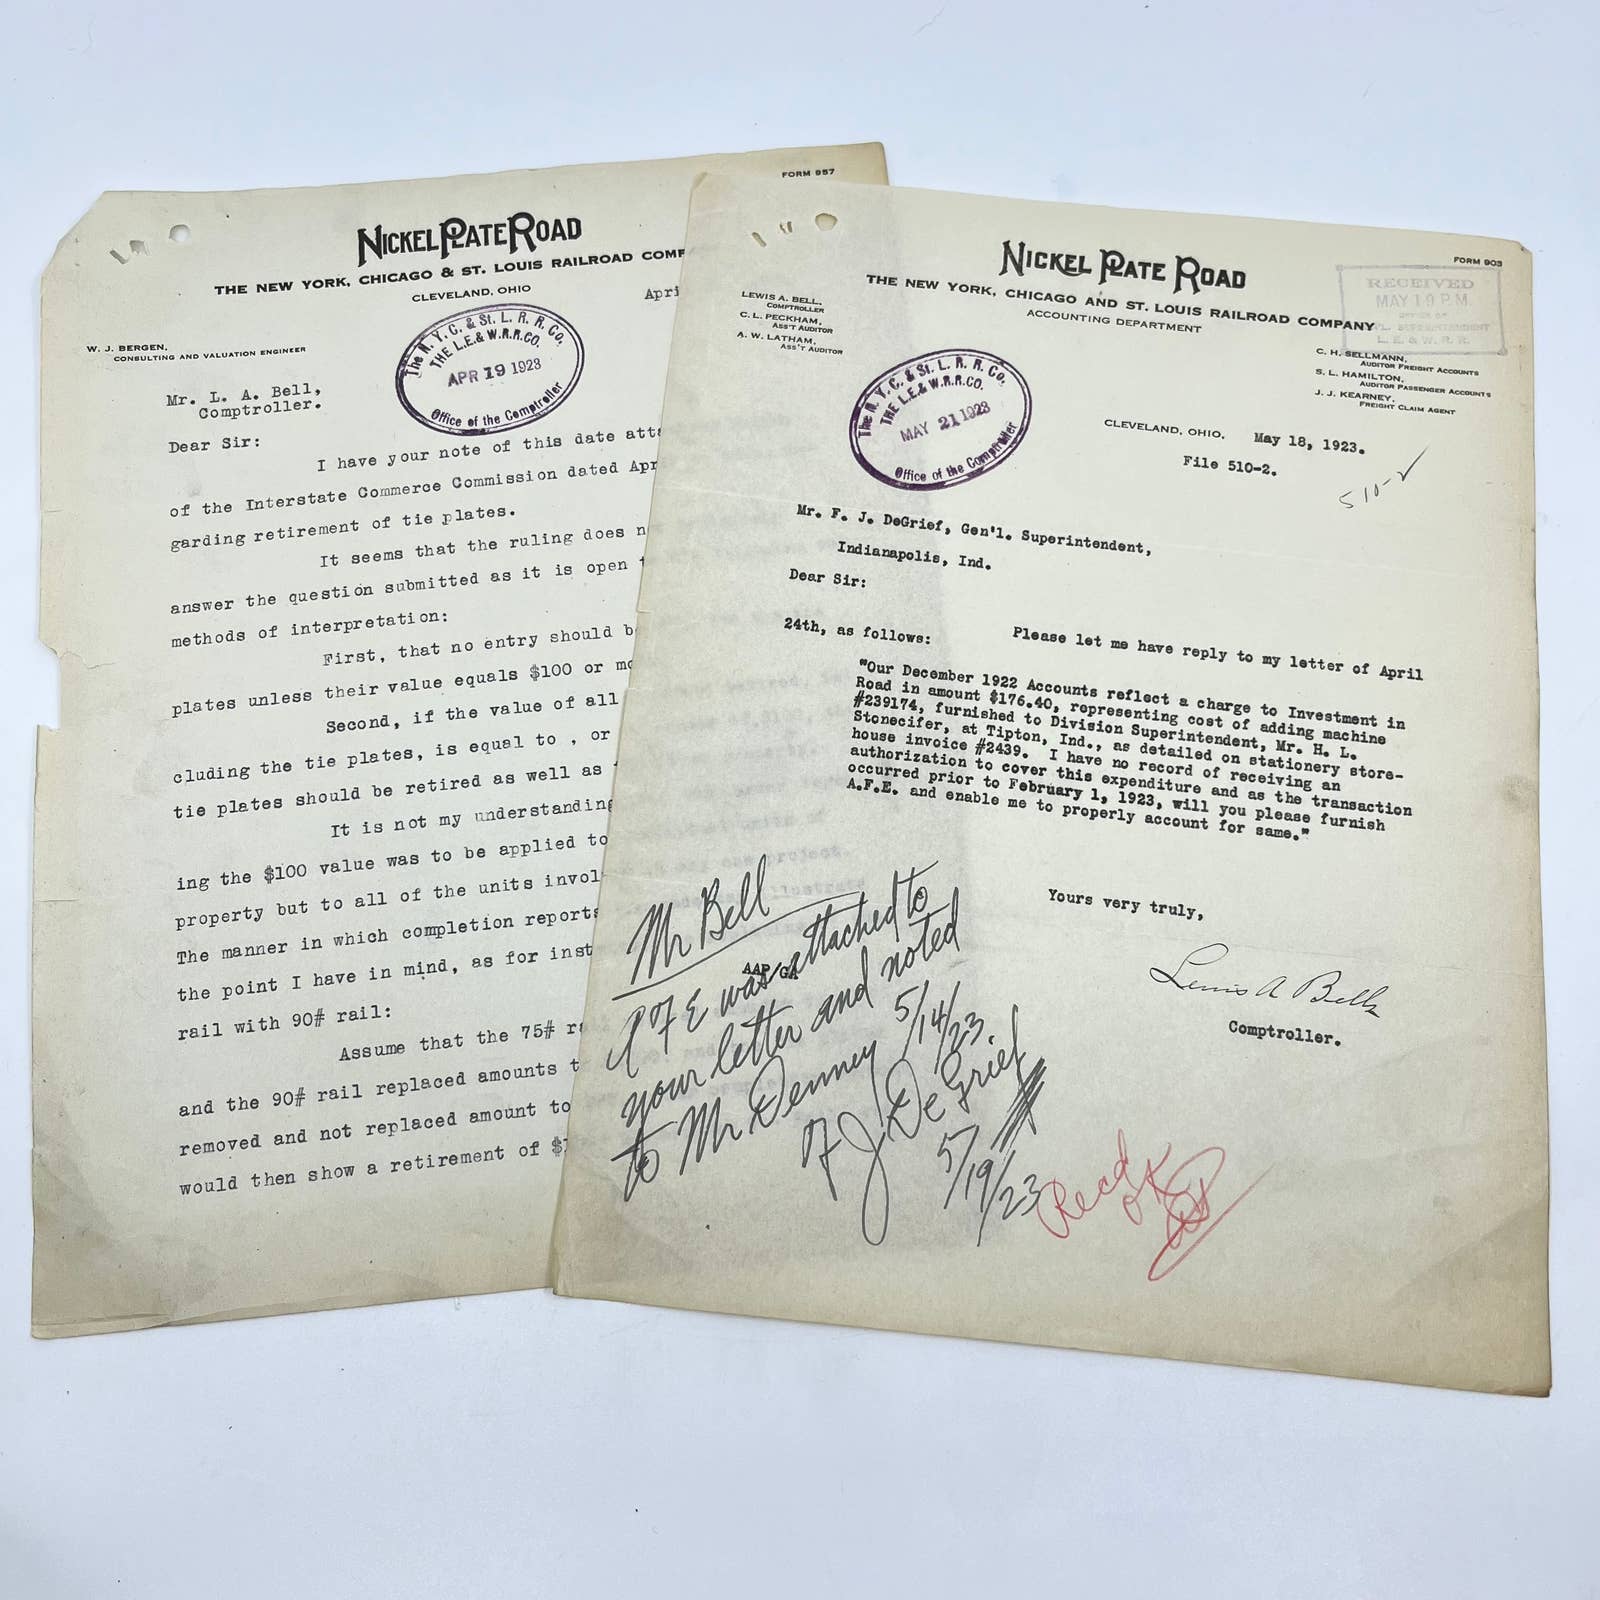 FORM 957
NICKEL PLATE ROAD
THE NEW YORK, CHICAGO & ST. LOUIS RAILROAD COMP
CLEVELAND, OHIO
Apri
W. J. BERGEN,
CONSULTING AND VALUATION ENGINEER
The N. Y. C. & St. L. R. R. Co.
THE L.E. & W.R.R. CO.
APR 19 1923
Office of the Comptroller
Mr. L. A. Bell,
Comptroller.
Dear Sir:
I have your note of this date atta
of the Interstate Commerce Commission dated Apr
garding retirement of tie plates.
It seems that the ruling does n
answer the question submitted as it is open t
methods of interpretation:
First, that no entry should b
plates unless their value equals $100 or mo
Second, if the value of all
cluding the tie plates, is equal to , or
tie plates should be retired as well as
It is not my understanding
ing the $100 value was to be applied to
property but to all of the units invol
The manner in which completion reports
the point I have in mind, as for inst
rail with 90# rail:
Assume that the 75# r
and the 90# rail replaced amounts t
removed and not replaced amount to
would then show a retirement of $
FORM 903
NICKEL PLATE ROAD
THE NEW YORK, CHICAGO AND ST. LOUIS RAILROAD COMPANY
ACCOUNTING DEPARTMENT
RECEIVED
MAY 19 P.M.
OFFICE OF
SUPERINTENDENT
L. E. & W. R. R.
LEWIS A. BELL,
COMPTROLLER
C. L. PECKHAM,
ASS'T AUDITOR
A. W. LATHAM,
ASS'T AUDITOR
C. H. SELLMANN,
AUDITOR FREIGHT ACCOUNTS
S. L. HAMILTON,
AUDITOR PASSENGER ACCOUNTS
J. J. KEARNEY,
FREIGHT CLAIM AGENT
The N. Y. C. & St. L. R. R. Co.
THE L.E. & W.R.R. CO.
MAY 21 1923
Office of the Comptroller
CLEVELAND, OHIO, May 18, 1923.
File 510-2.
510-2
Mr. F. J. DeGrief, Gen'l. Superintendent,
Indianapolis, Ind.
Dear Sir:
Please let me have reply to my letter of April
24th, as follows:
"Our December 1922 Accounts reflect a charge to Investment in
Road in amount $176.40, representing cost of adding machine
#239174, furnished to Division Superintendent, Mr. H. L.
Stonecifer, at Tipton, Ind., as detailed on stationery store-
house invoice #2439. I have no record of receiving an
authorization to cover this expenditure and as the transaction
occurred prior to February 1, 1923, will you please furnish
A.F.E. and enable me to properly account for same."
Yours very truly,
Lewis A Bell
Comptroller.
AAP GA
Mr Bell
A F E was attached to
your letter and noted
to Mr Denney 5/14/23.
F J DeGrief
5/19/23
Recd
OK